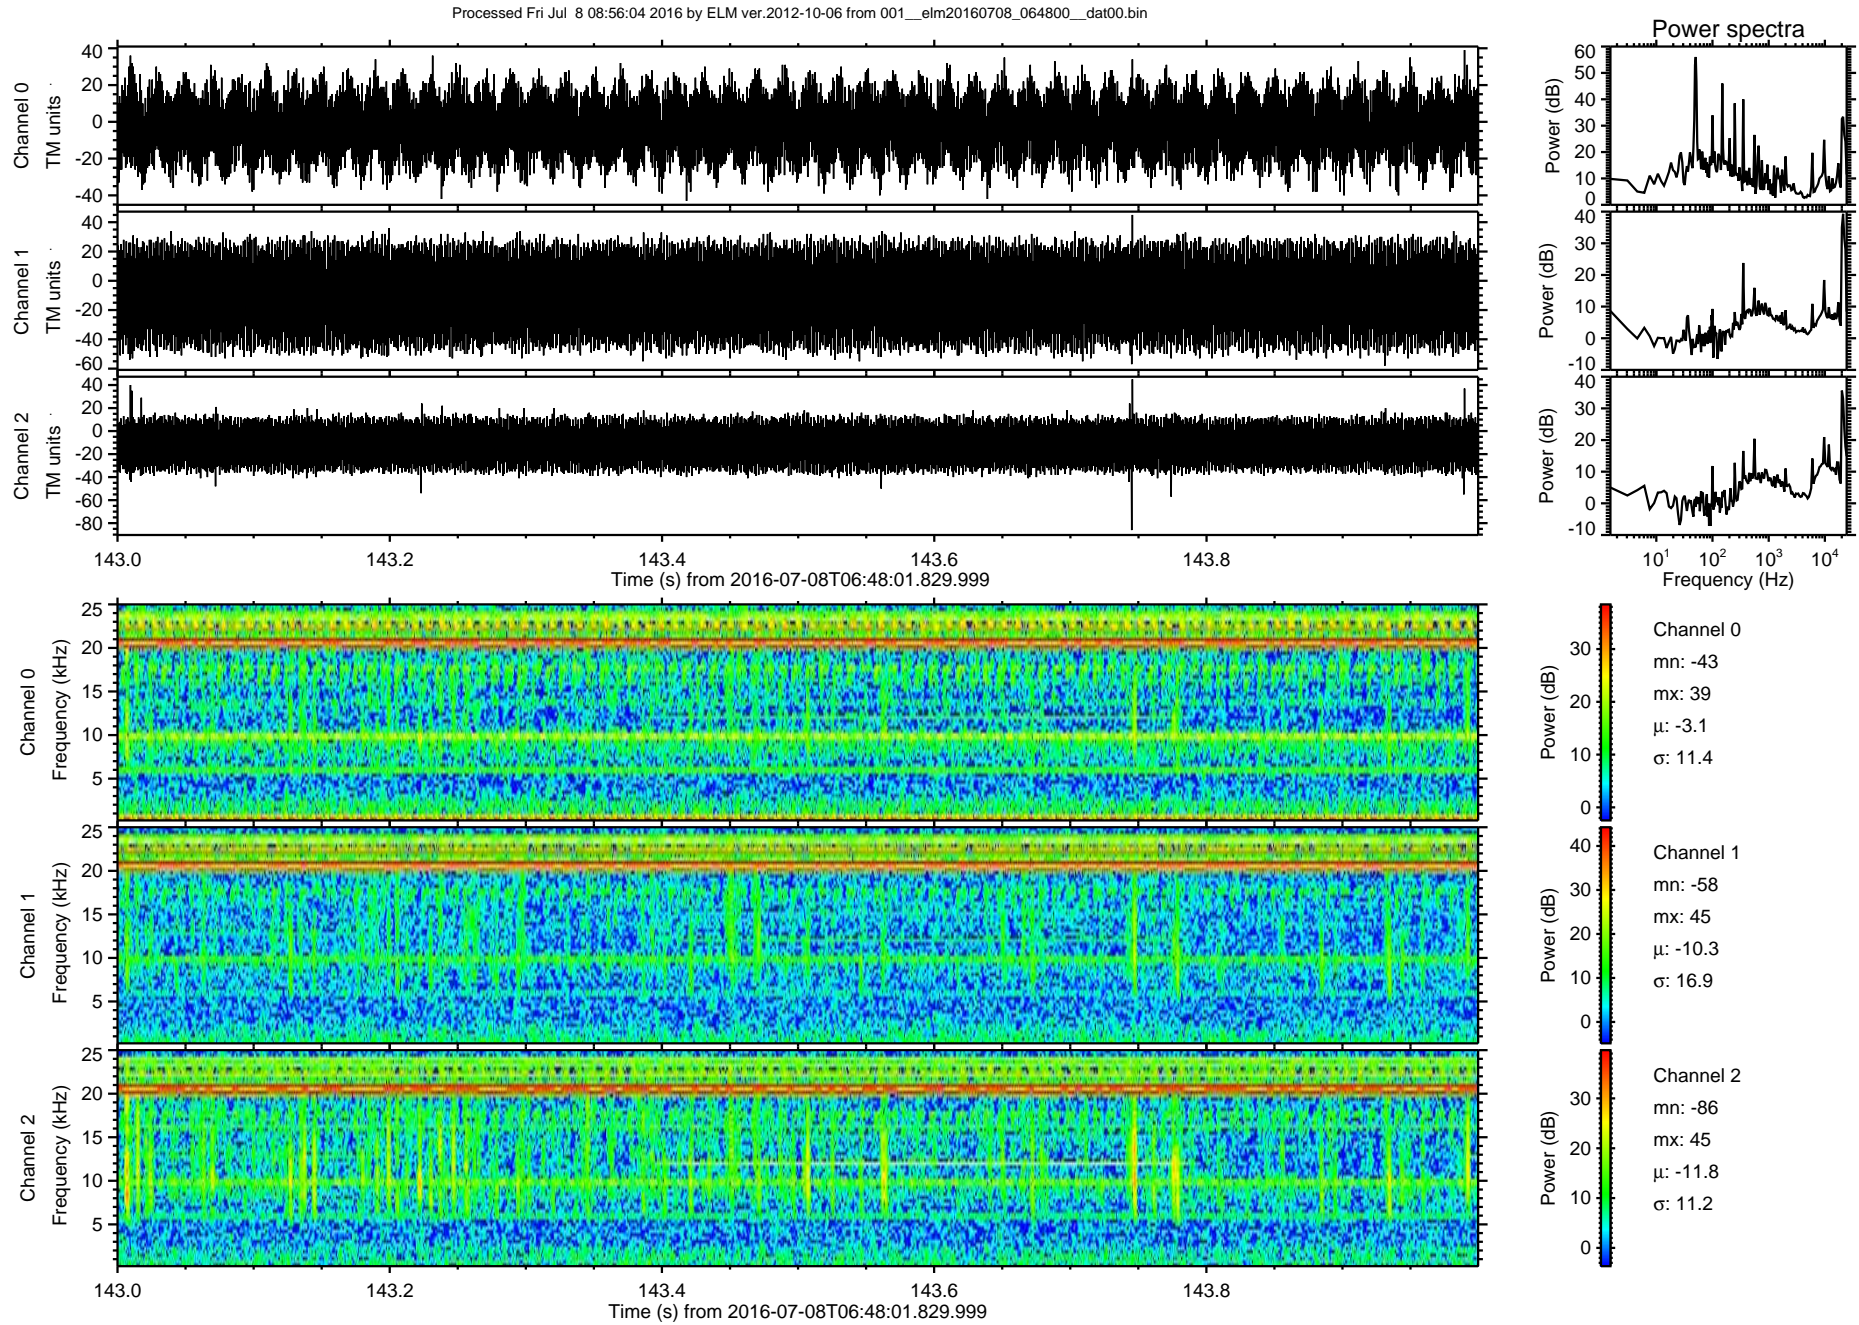 Processed Fri Jul  8 08:56:04 2016 by ELM ver.2012-10-06 from 001__elm20160708_064800__dat00.bin
Power spectra
Channel 0
TM units
40
20
0
-20
-40
Power (dB)
60
50
40
30
20
10
0
Channel 1
TM units
40
20
0
-20
-40
-60
Power (dB)
40
30
20
10
0
-10
Channel 2
TM units
40
20
0
-20
-40
-60
-80
Power (dB)
40
30
20
10
0
-10
143.0 143.2 143.4 143.6 143.8
Time (s) from 2016-07-08T06:48:01.829.999
10¹ 10² 10³ 10⁴
Frequency (Hz)
Channel 0
Frequency (kHz)
25
20
15
10
5
Power (dB)
30
20
10
0
Channel 0
mn: -43
mx: 39
μ: -3.1
σ: 11.4
Channel 1
Frequency (kHz)
25
20
15
10
5
Power (dB)
40
30
20
10
0
Channel 1
mn: -58
mx: 45
μ: -10.3
σ: 16.9
Channel 2
Frequency (kHz)
25
20
15
10
5
Power (dB)
30
20
10
0
Channel 2
mn: -86
mx: 45
μ: -11.8
σ: 11.2
143.0 143.2 143.4 143.6 143.8
Time (s) from 2016-07-08T06:48:01.829.999